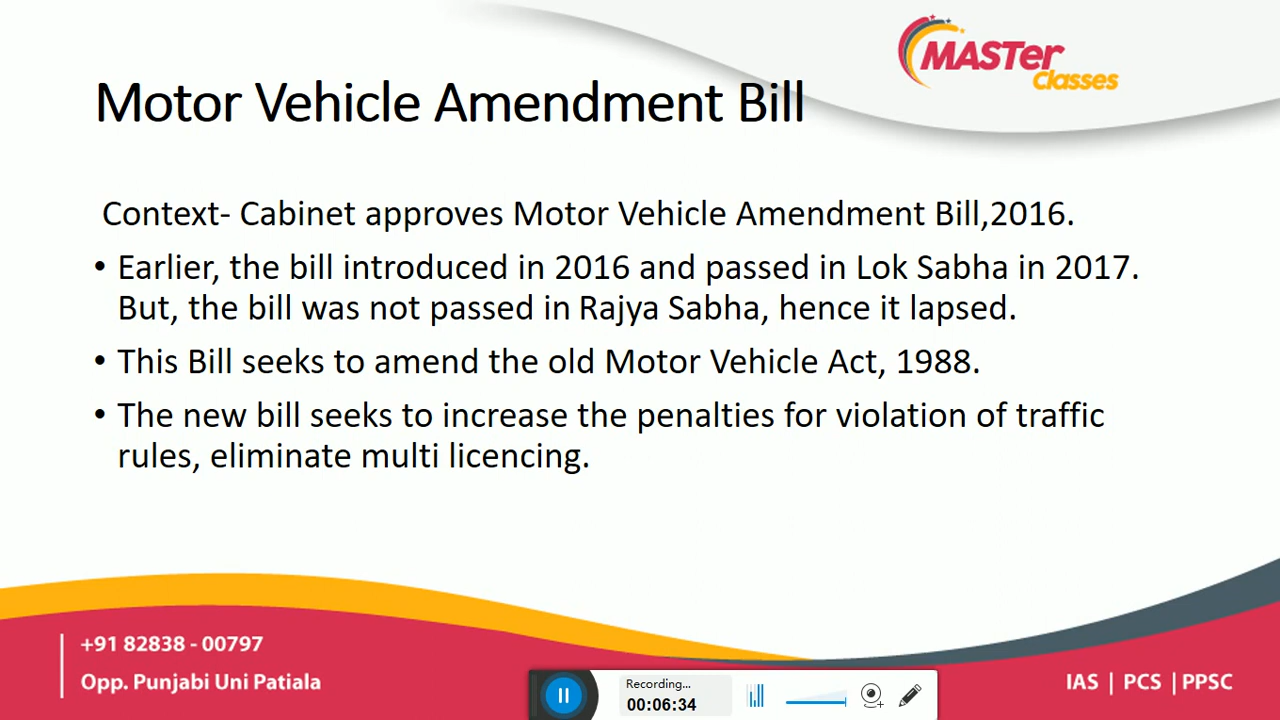 MASTer
Classes
Motor Vehicle Amendment Bill
Context- Cabinet approves Motor Vehicle Amendment Bill,2016.
• Earlier, the bill introduced in 2016 and passed in Lok Sabha in 2017.
But, the bill was not passed in Rajya Sabha, hence it lapsed.
• This Bill seeks to amend the old Motor Vehicle Act, 1988.
• The new bill seeks to increase the penalties for violation of traffic
rules, eliminate multi licencing.
+91 82838 - 00797
Opp. Punjabi Uni Patiala
Recording...
00:06:34
IAS | PCS | PPSC